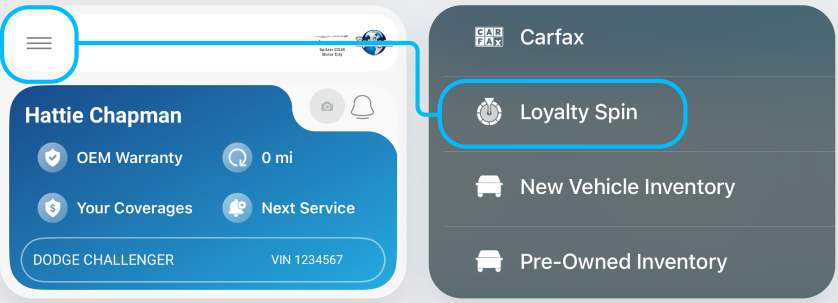 Spitzer CDJR
Motor City
Hattie Chapman
OEM Warranty
0 mi
Your Coverages
Next Service
DODGE CHALLENGER
VIN 1234567
CAR
FAX
Carfax
Loyalty Spin
New Vehicle Inventory
Pre-Owned Inventory